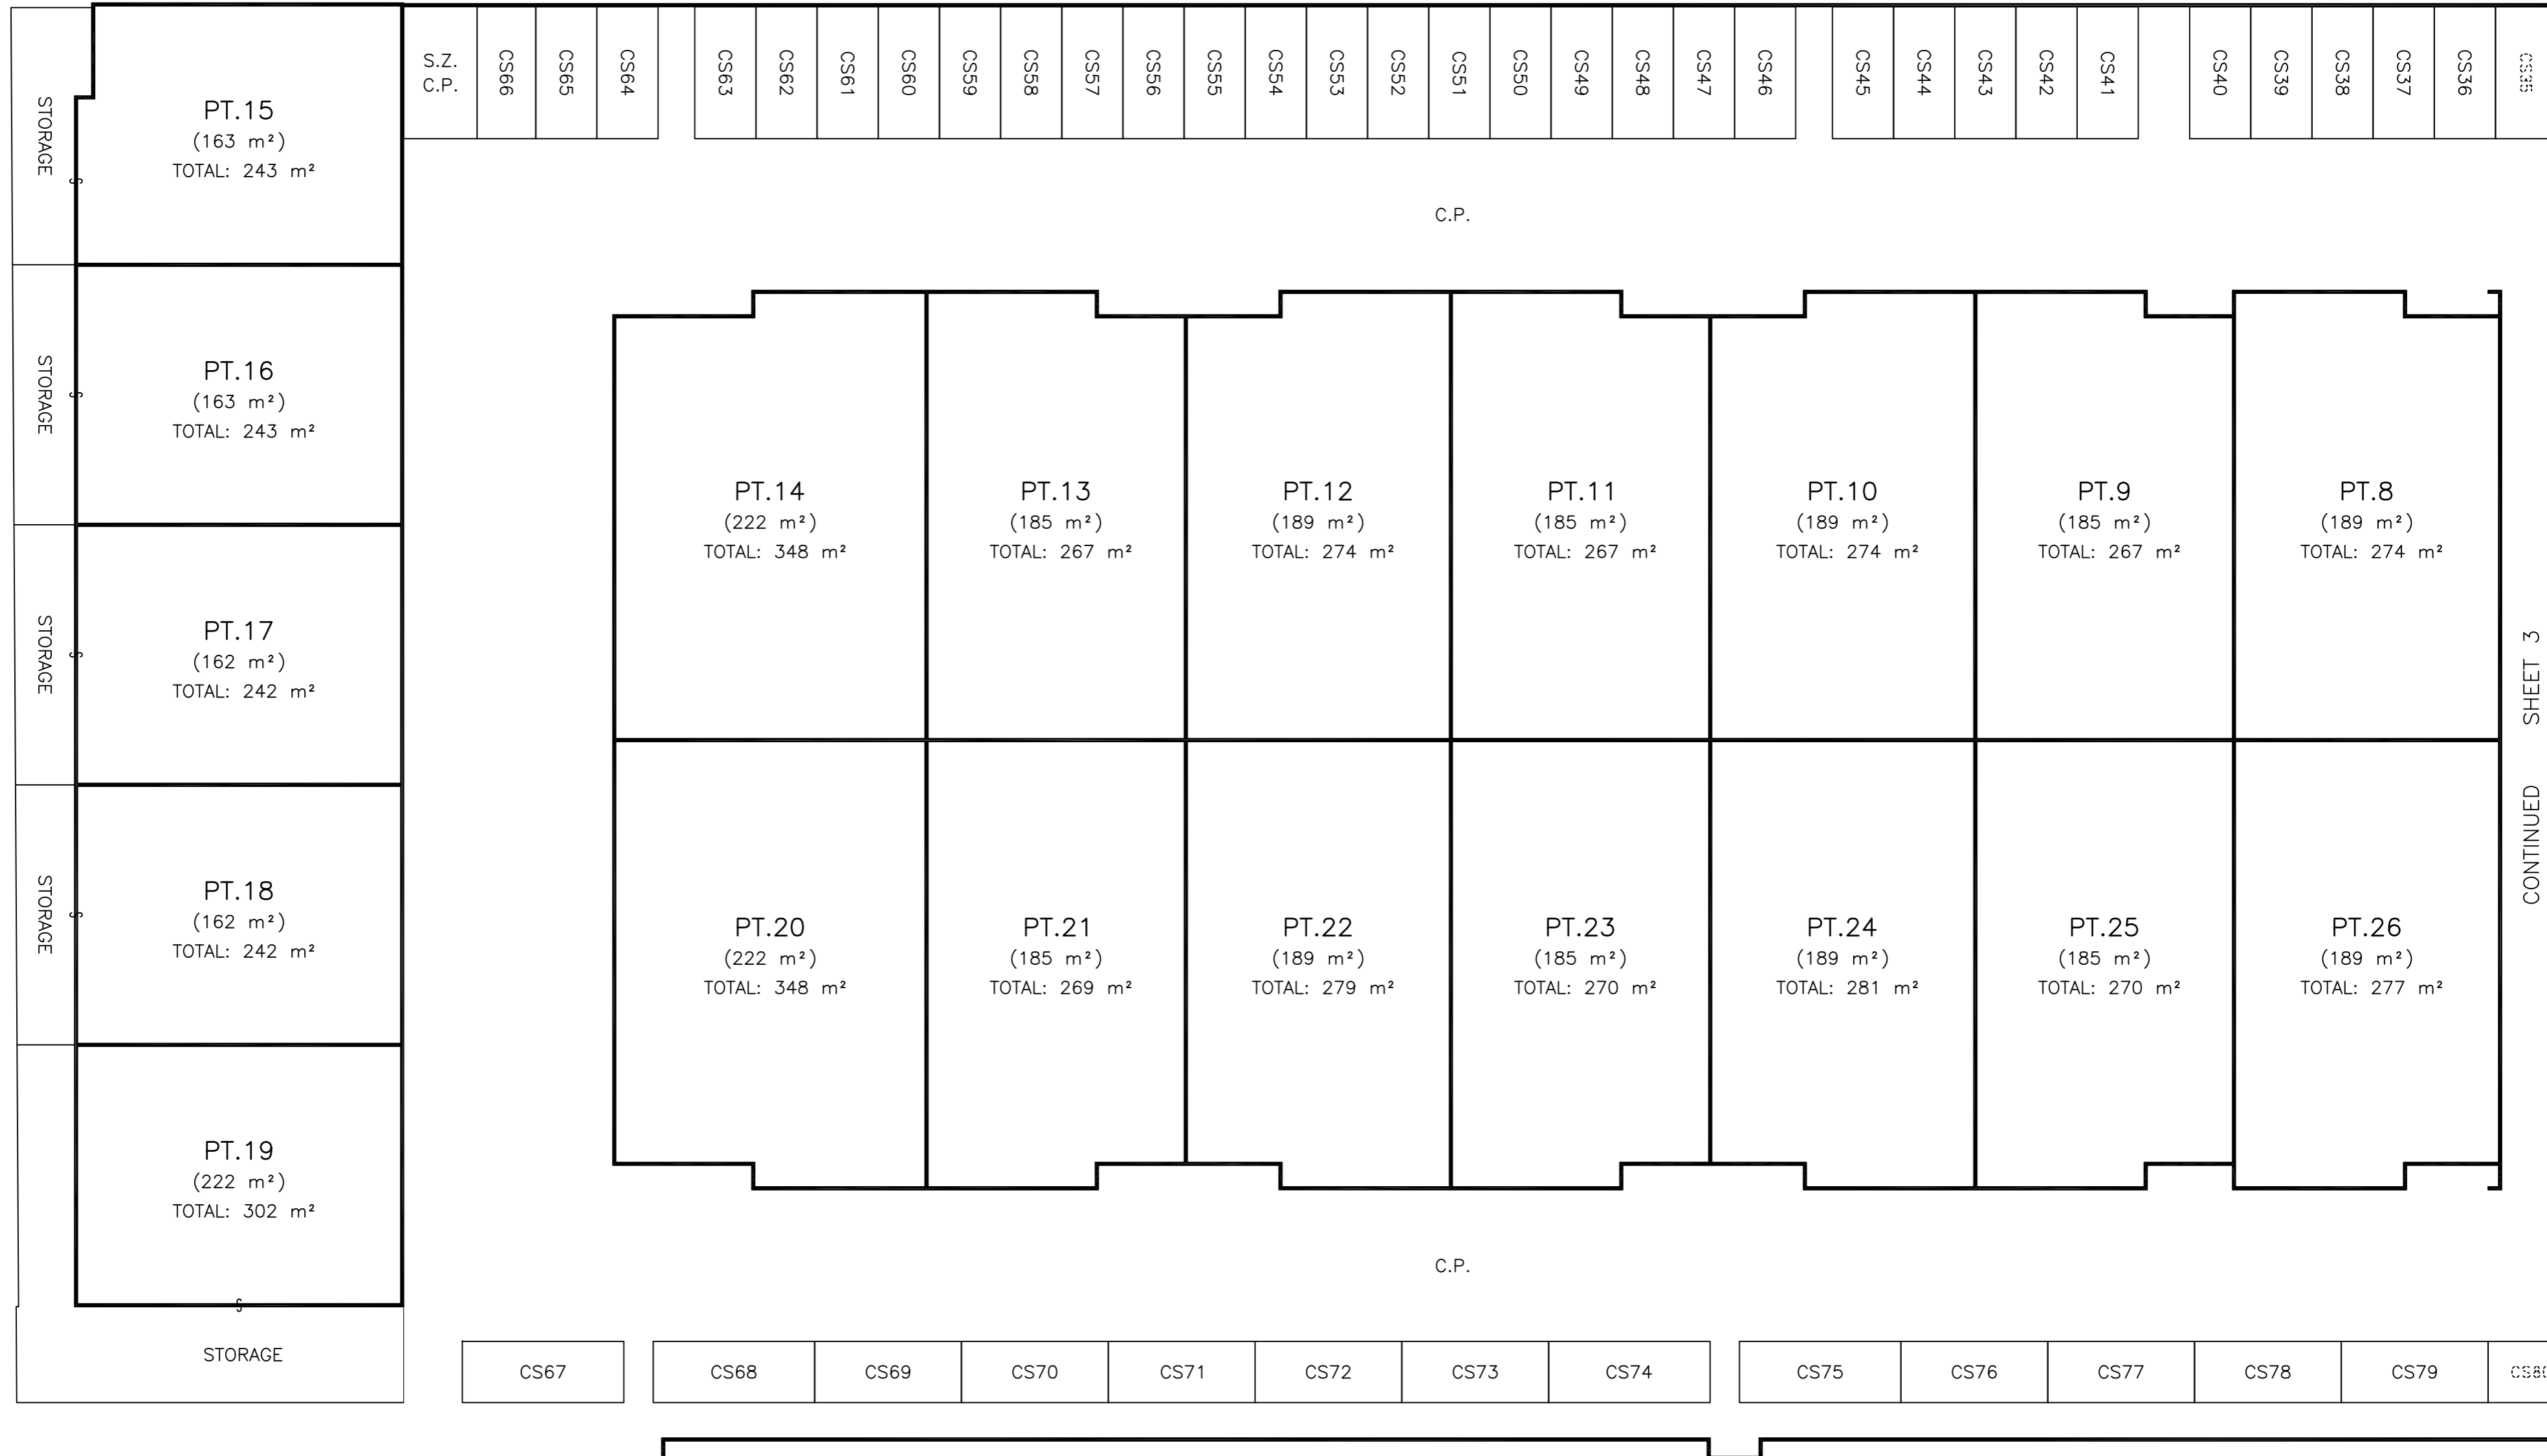 S.Z.
C.P.
CS66
CS65
CS64
CS63
CS62
CS61
CS60
CS59
CS58
CS57
CS56
CS55
CS54
CS53
CS52
CS51
CS50
CS49
CS48
CS47
CS46
CS45
CS44
CS43
CS42
CS41
CS40
CS39
CS38
CS37
CS36
CS35
STORAGE
PT.15
(163 m²)
TOTAL: 243 m²
C.P.
STORAGE
PT.16
(163 m²)
TOTAL: 243 m²
STORAGE
PT.17
(162 m²)
TOTAL: 242 m²
STORAGE
PT.18
(162 m²)
TOTAL: 242 m²
PT.19
(222 m²)
TOTAL: 302 m²
STORAGE
PT.14
(222 m²)
TOTAL: 348 m²
PT.13
(185 m²)
TOTAL: 267 m²
PT.12
(189 m²)
TOTAL: 274 m²
PT.11
(185 m²)
TOTAL: 267 m²
PT.10
(189 m²)
TOTAL: 274 m²
PT.9
(185 m²)
TOTAL: 267 m²
PT.8
(189 m²)
TOTAL: 274 m²
CONTINUED SHEET 3
PT.20
(222 m²)
TOTAL: 348 m²
PT.21
(185 m²)
TOTAL: 269 m²
PT.22
(189 m²)
TOTAL: 279 m²
PT.23
(185 m²)
TOTAL: 270 m²
PT.24
(189 m²)
TOTAL: 281 m²
PT.25
(185 m²)
TOTAL: 270 m²
PT.26
(189 m²)
TOTAL: 277 m²
C.P.
CS67
CS68
CS69
CS70
CS71
CS72
CS73
CS74
CS75
CS76
CS77
CS78
CS79